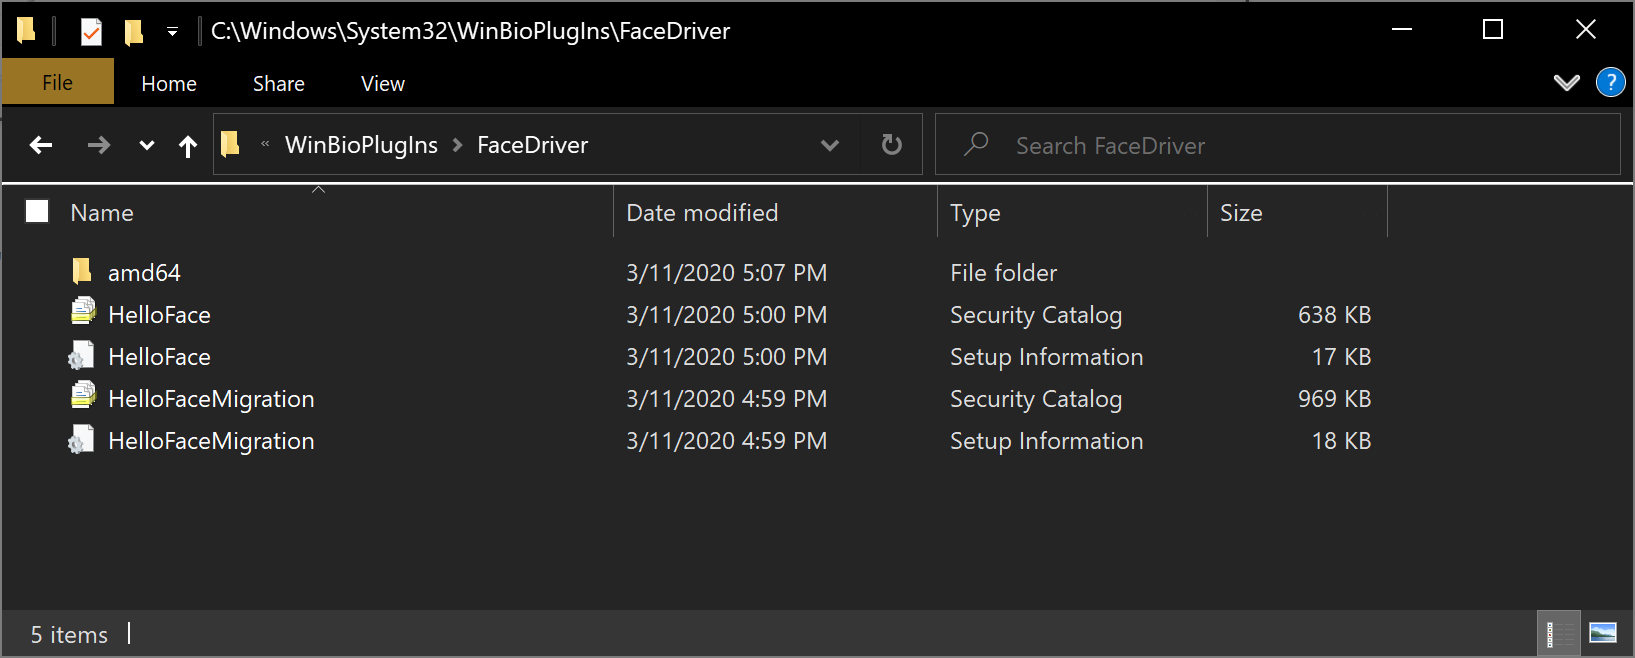 C:\Windows\System32\WinBioPlugIns\FaceDriver
File Home Share View ?
« WinBioPlugIns > FaceDriver Search FaceDriver
Name Date modified Type Size
amd64 3/11/2020 5:07 PM File folder
HelloFace 3/11/2020 5:00 PM Security Catalog 638 KB
HelloFace 3/11/2020 5:00 PM Setup Information 17 KB
HelloFaceMigration 3/11/2020 4:59 PM Security Catalog 969 KB
HelloFaceMigration 3/11/2020 4:59 PM Setup Information 18 KB
5 items